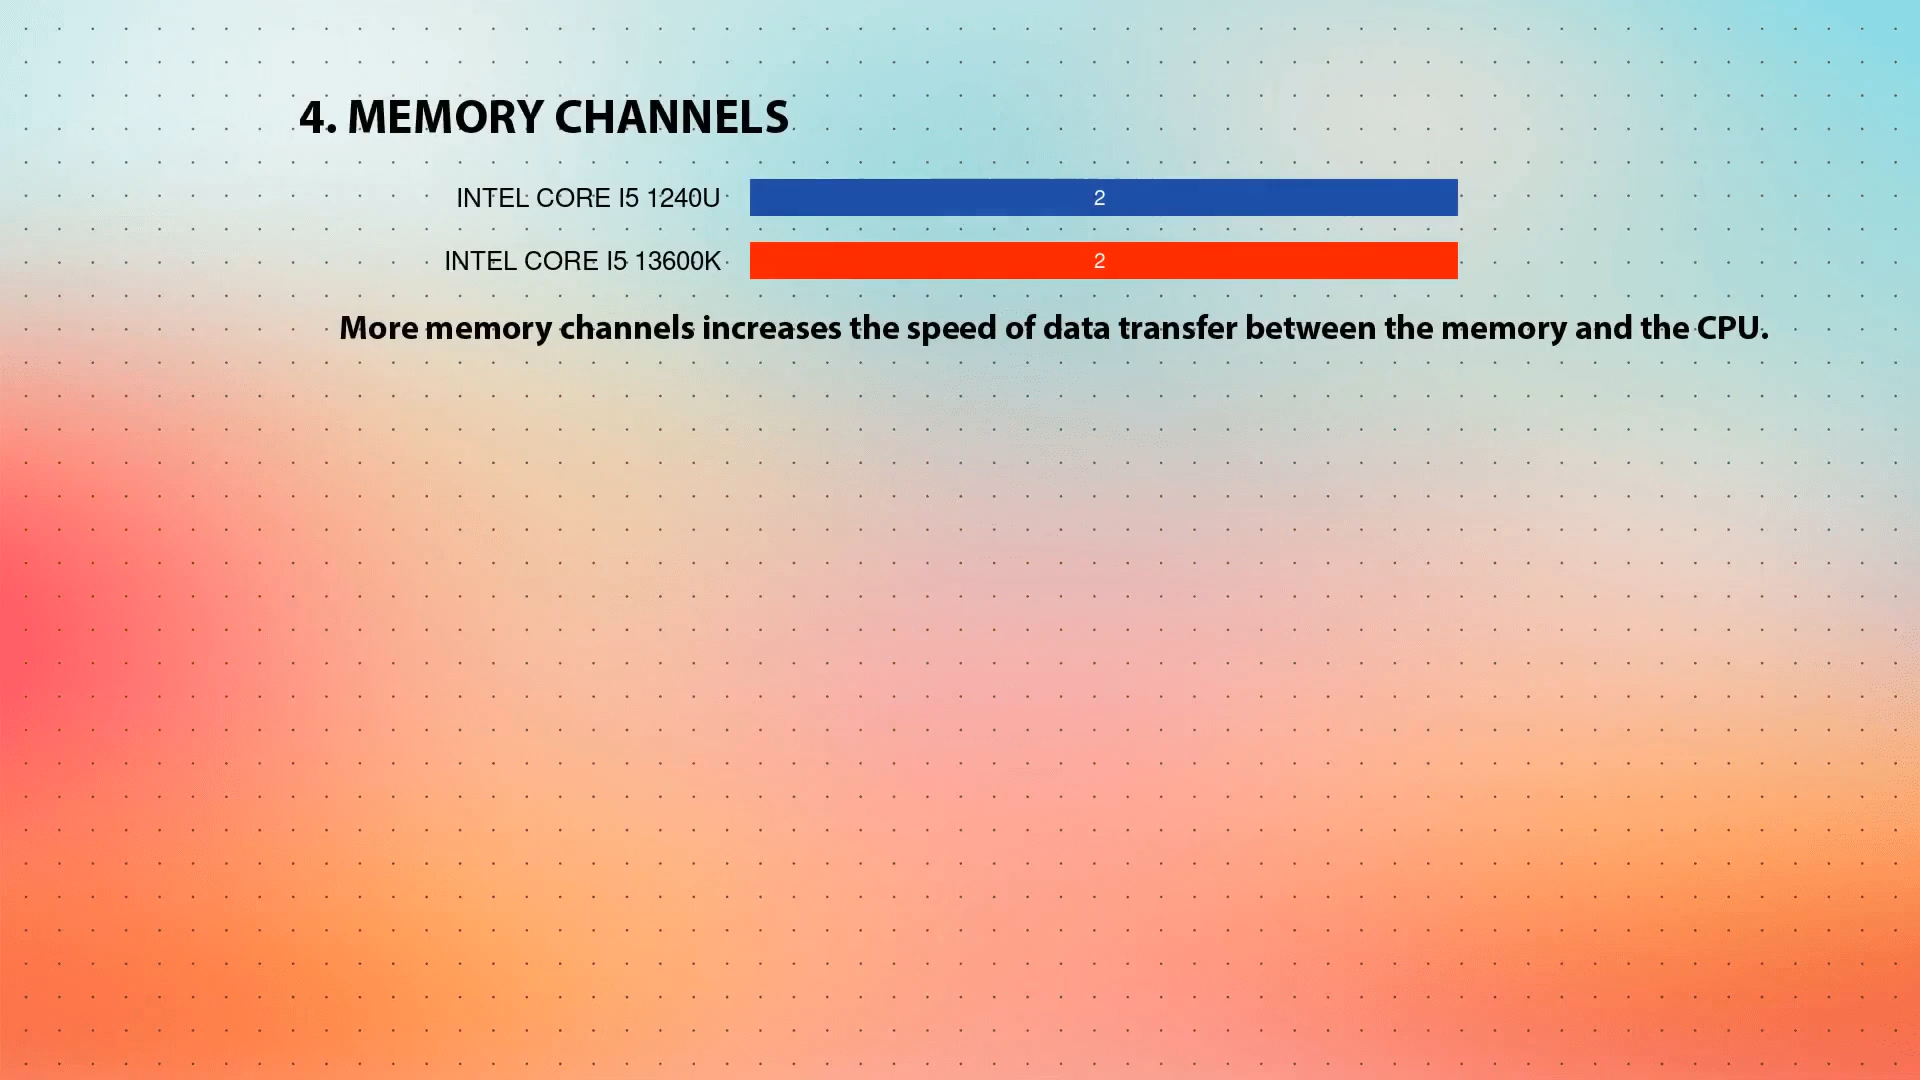 4. MEMORY CHANNELS
INTEL CORE I5 1240U 2
INTEL CORE I5 13600K 2
More memory channels increases the speed of data transfer between the memory and the CPU.